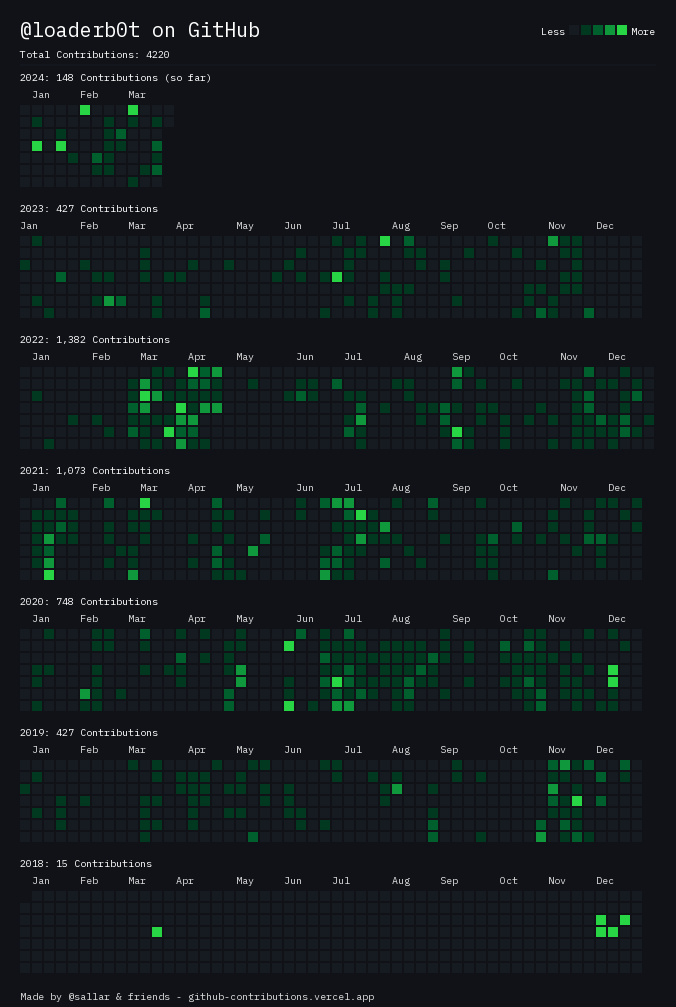 @loaderb0t on GitHub
Less More
Total Contributions: 4220
2024: 148 Contributions (so far)
Jan Feb Mar
2023: 427 Contributions
Jan Feb Mar Apr May Jun Jul Aug Sep Oct Nov Dec
2022: 1,382 Contributions
Jan Feb Mar Apr May Jun Jul Aug Sep Oct Nov Dec
2021: 1,073 Contributions
Jan Feb Mar Apr May Jun Jul Aug Sep Oct Nov Dec
2020: 748 Contributions
Jan Feb Mar Apr May Jun Jul Aug Sep Oct Dec
2019: 427 Contributions
Jan Feb Mar Apr May Jun Jul Aug Sep Oct Nov Dec
2018: 15 Contributions
Jan Feb Mar Apr May Jun Jul Aug Sep Oct Nov Dec
Made by @sallar & friends - github-contributions.vercel.app